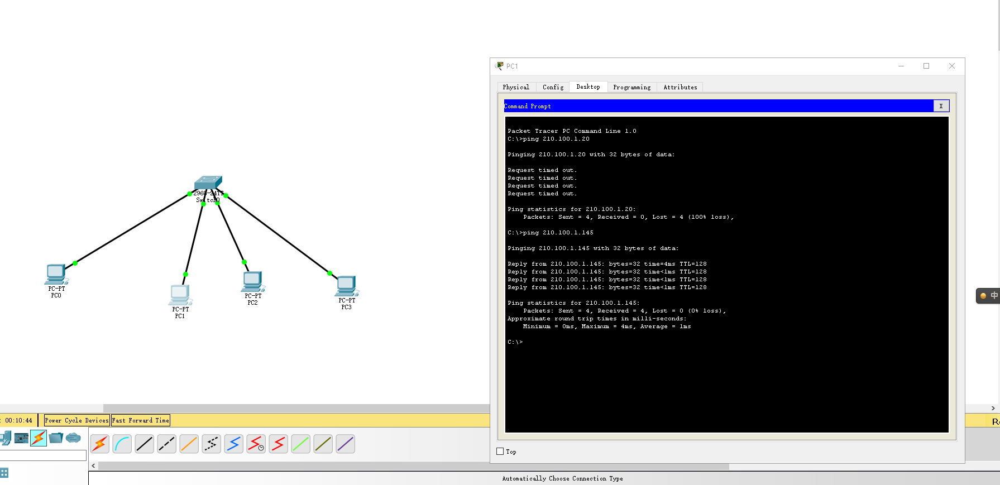 2960-24TT
Switch0
PC-PT
PC0
PC-PT
PC1
PC-PT
PC2
PC-PT
PC3
PC1
Physical
Config
Desktop
Programming
Attributes
Command Prompt
X
Packet Tracer PC Command Line 1.0
C:\>ping 210.100.1.20
Pinging 210.100.1.20 with 32 bytes of data:
Request timed out.
Request timed out.
Request timed out.
Request timed out.
Ping statistics for 210.100.1.20:
Packets: Sent = 4, Received = 0, Lost = 4 (100% loss),
C:\>ping 210.100.1.145
Pinging 210.100.1.145 with 32 bytes of data:
Reply from 210.100.1.145: bytes=32 time=4ms TTL=128
Reply from 210.100.1.145: bytes=32 time<1ms TTL=128
Reply from 210.100.1.145: bytes=32 time<1ms TTL=128
Reply from 210.100.1.145: bytes=32 time<1ms TTL=128
Ping statistics for 210.100.1.145:
Packets: Sent = 4, Received = 4, Lost = 0 (0% loss),
Approximate round trip times in milli-seconds:
Minimum = 0ms, Maximum = 4ms, Average = 1ms
C:\>
中
Top
: 00:10:44
Power Cycle Devices
Fast Forward Time
Automatically Choose Connection Type